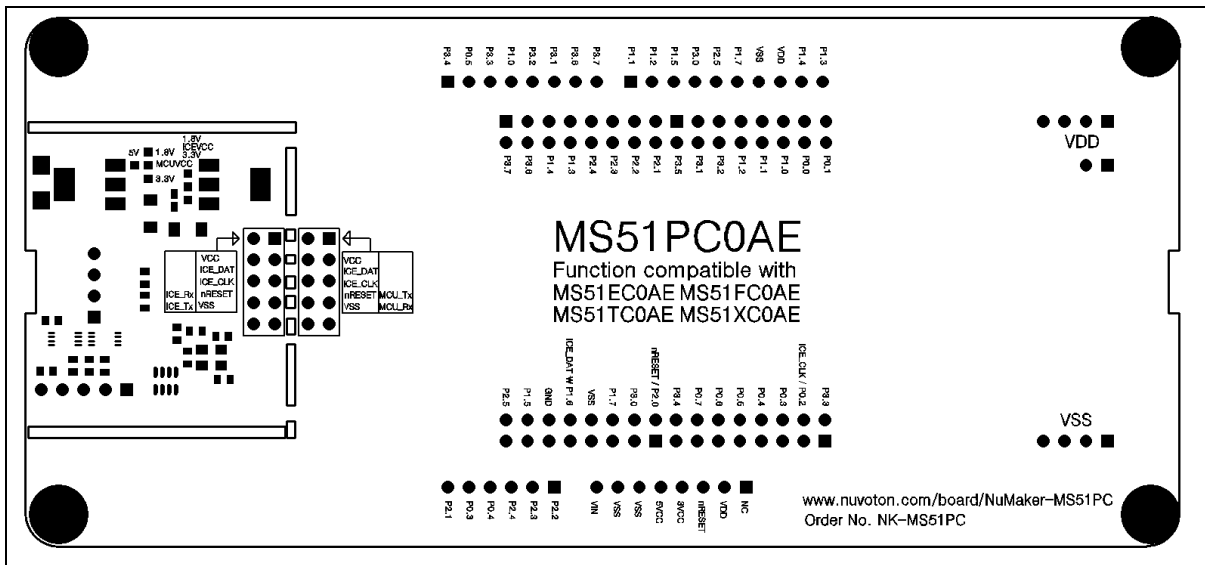 P3.4 P0.5 P3.3 P1.0 P3.2 P3.1 P3.6 P3.7 P1.1 P1.2 P1.5 P3.0 P2.5 P1.7 VSS VDD P1.4 P1.3
1.8V
ICEVCC
3.3V
5V 1.8V
MCUVCC
3.3V
VDD
P3.7 P3.6 P1.4 P1.3 P2.4 P2.3 P2.2 P2.1 P3.5 P3.1 P3.2 P1.2 P1.1 P1.0 P0.0 P0.1
MS51PC0AE
Function compatible with
MS51EC0AE MS51FC0AE
MS51TC0AE MS51XC0AE
VCC
ICE_DAT
ICE_CLK
ICE_Rx nRESET
ICE_Tx VSS
VCC
ICE_DAT
ICE_CLK
nRESET MCU_Tx
VSS MCU_Rx
P2.5 P1.5 GND ICE_DAT W P1.6 VSS P1.7 P3.0 nRESET / P2.0 P3.4 P0.7 P0.6 P0.5 P0.4 P0.3 ICE_CLK / P0.2 P3.3
VSS
P2.1 P0.3 P0.4 P2.4 P2.3 P2.2 VIN VSS VSS 5VCC 3VCC nRESET VDD NC
www.nuvoton.com/board/NuMaker-MS51PC
Order No. NK-MS51PC